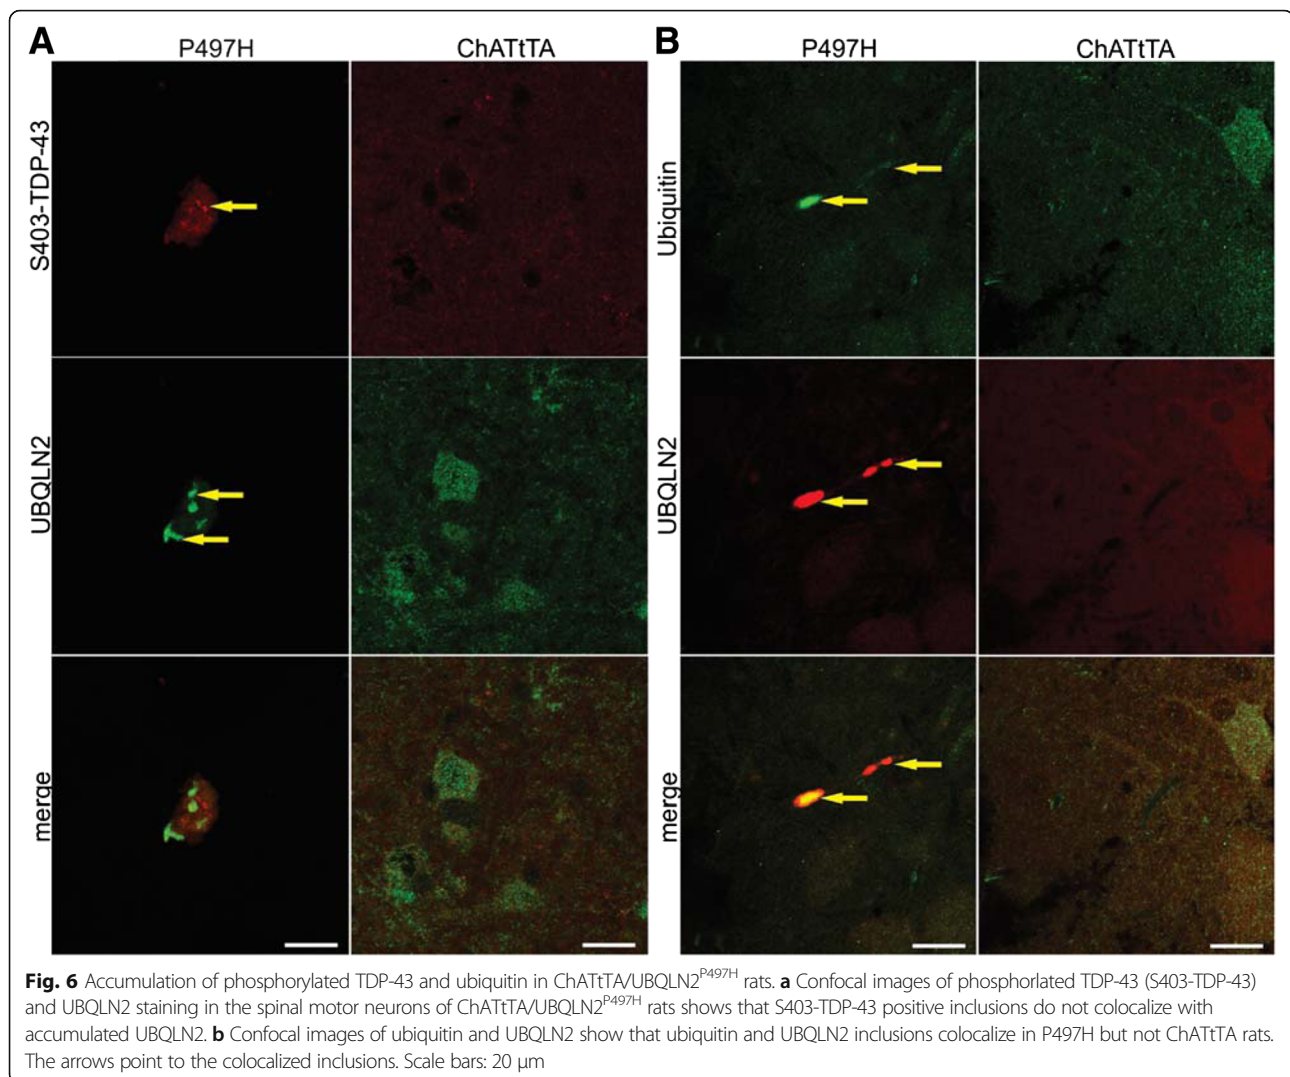 A
P497H
ChATtTA
B
P497H
ChATtTA
S403-TDP-43
UBQLN2
merge
Ubiquitin
UBQLN2
merge
Fig. 6 Accumulation of phosphorylated TDP-43 and ubiquitin in ChATtTA/UBQLN2P497H rats. a Confocal images of phosphorlated TDP-43 (S403-TDP-43)
and UBQLN2 staining in the spinal motor neurons of ChATtTA/UBQLN2P497H rats shows that S403-TDP-43 positive inclusions do not colocalize with
accumulated UBQLN2. b Confocal images of ubiquitin and UBQLN2 show that ubiquitin and UBQLN2 inclusions colocalize in P497H but not ChATtTA rats.
The arrows point to the colocalized inclusions. Scale bars: 20 μm